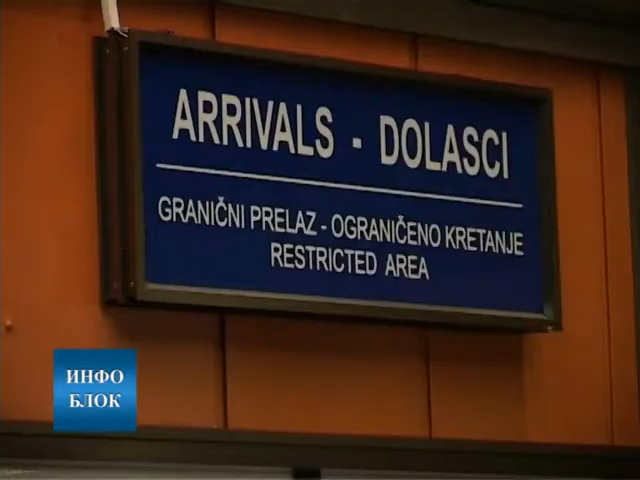 ARRIVALS - DOLASCI
GRANIČNI PRELAZ - OGRANIČENO KRETANJE
RESTRICTED AREA
ИНФО
БЛОК